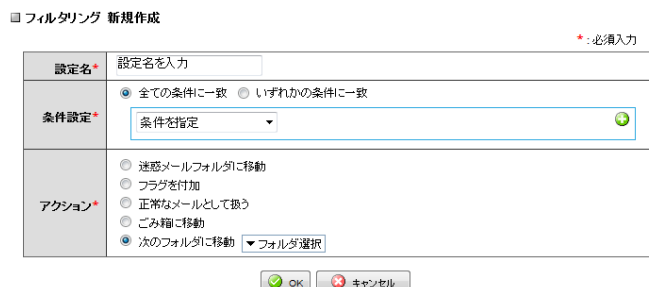 フィルタリング 新規作成
*:必須入力
設定名* 設定名を入力
全ての条件に一致 いずれかの条件に一致
条件設定* 条件を指定
迷惑メールフォルダに移動
フラグを付加
アクション* 正常なメールとして扱う
ごみ箱に移動
次のフォルダに移動 ▼フォルダ選択
OK キャンセル